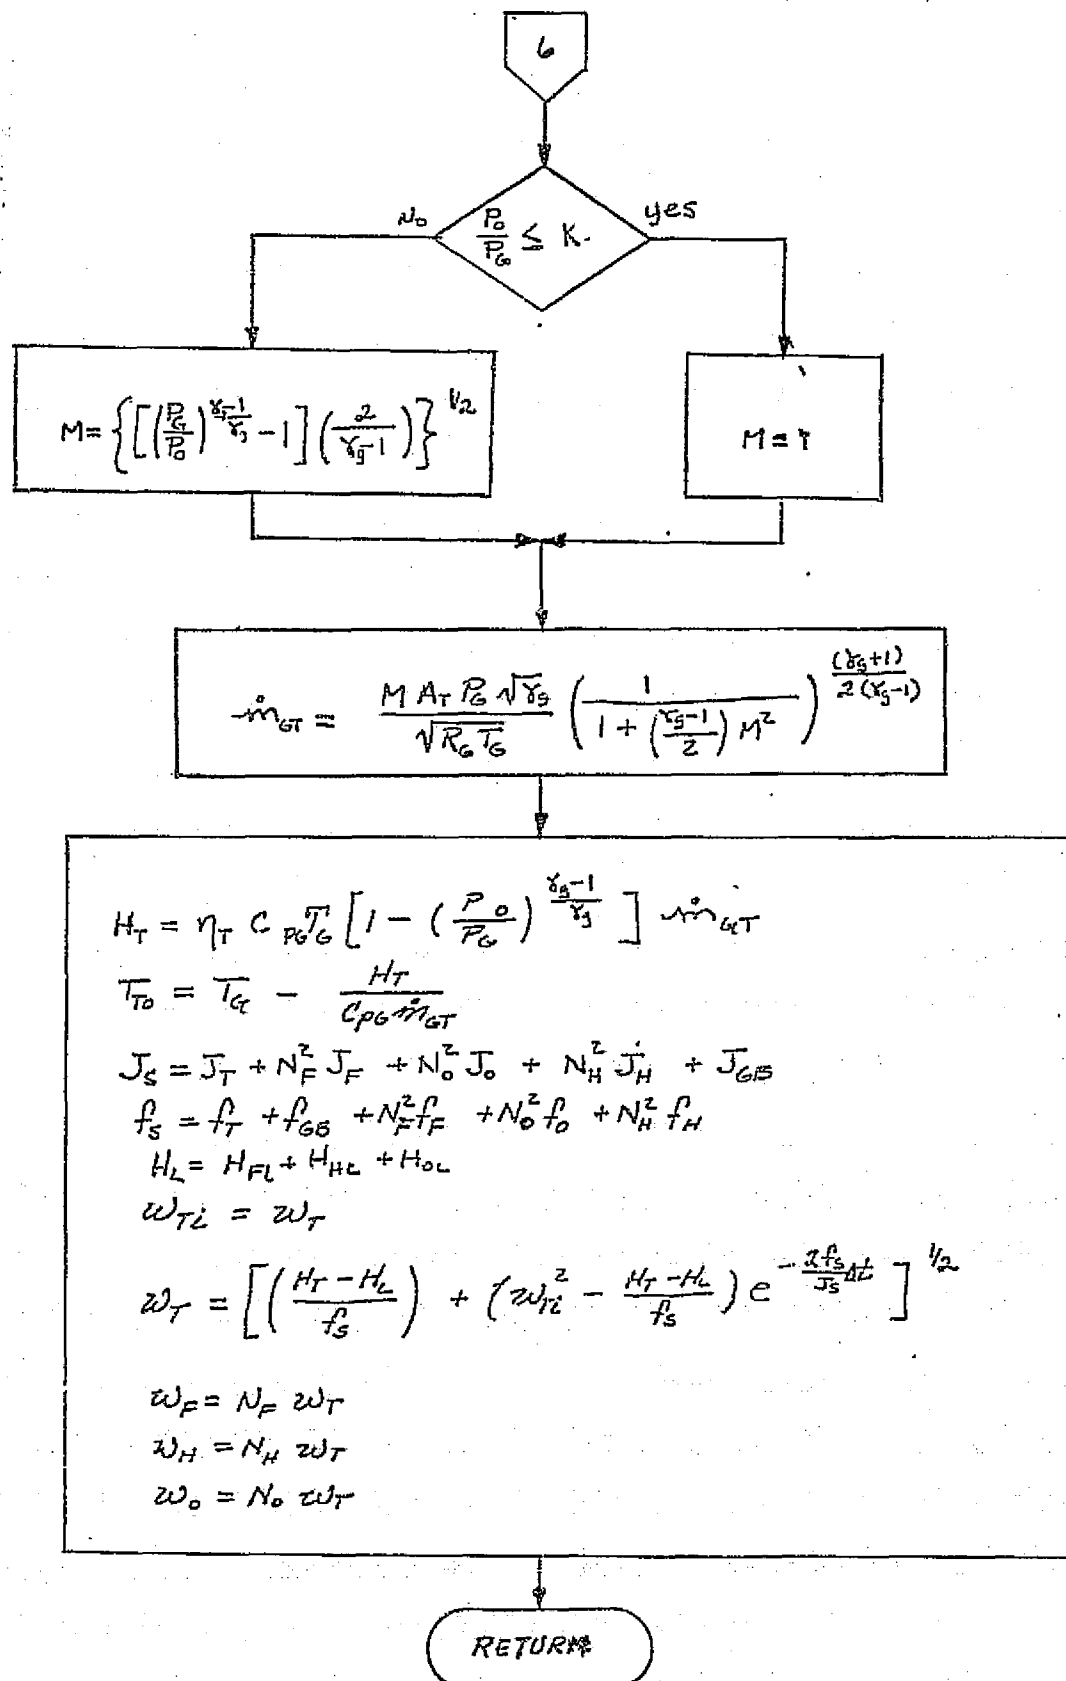 6
No
P_0/P_G ≤ K.
yes
M = {[(P_G/P_0)^((γ_g-1)/γ_g) - 1] (2/(γ_g-1))}^(1/2)
M =
ṁ_GT = (M A_T P_G √γ_g / √(R_G T_G)) (1 / (1 + ((γ_g-1)/2) M²))^((γ_g+1)/(2(γ_g-1)))
H_T = η_T C_PG T_G [1 - (P_0/P_G)^((γ_g-1)/γ_g)] ṁ_GT
T_TO = T_G - H_T/(C_PG ṁ_GT)
J_S = J_T + N_F² J_F + N_O² J_O + N_H² J_H + J_GB
f_S = f_T + f_GB + N_F² f_F + N_O² f_O + N_H² f_H
H_L = H_FL + H_HL + H_OL
ω_Ti = ω_T
ω_T = [((H_T - H_L)/f_S) + (ω_Ti² - (H_T - H_L)/f_S) e^(-(2f_S/J_S)Δt)]^(1/2)
ω_F = N_F ω_T
ω_H = N_H ω_T
ω_O = N_O ω_T
RETURN